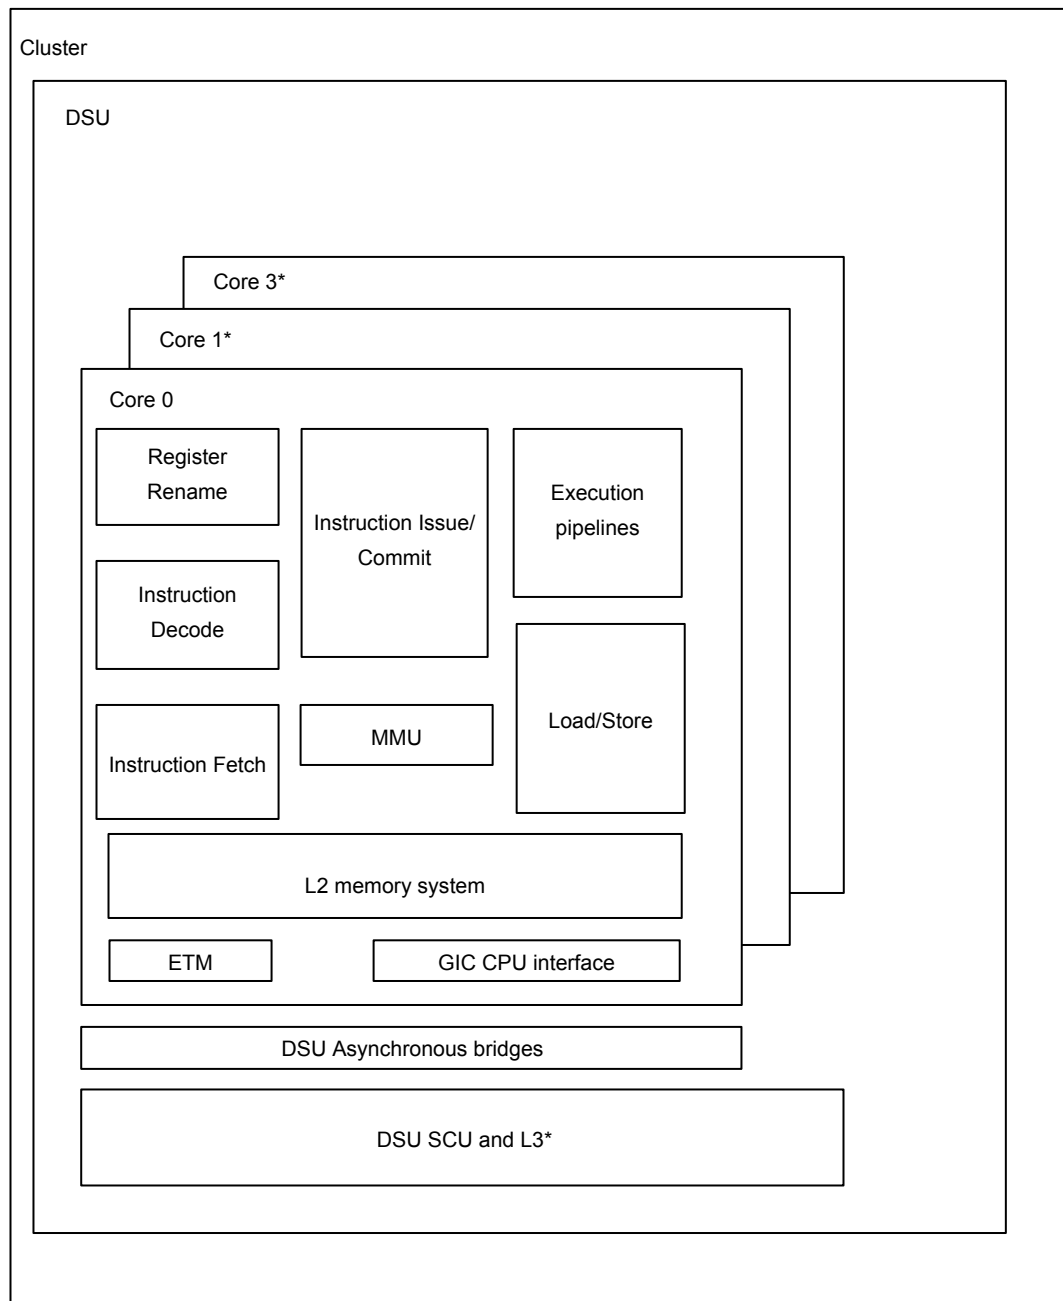 Cluster
DSU
Core 3*
Core 1*
Core 0
Register
Rename
Instruction Issue/
Commit
Execution
pipelines
Instruction
Decode
Load/Store
MMU
Instruction Fetch
L2 memory system
ETM
GIC CPU interface
DSU Asynchronous bridges
DSU SCU and L3*